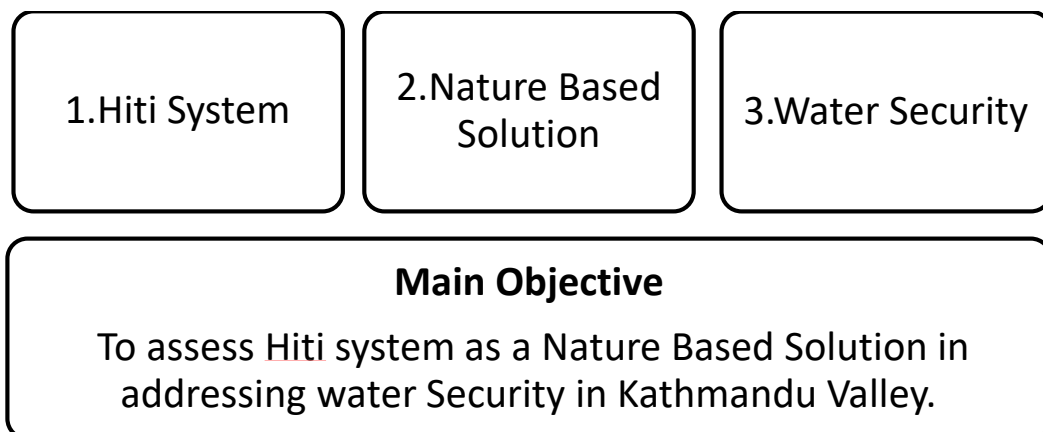 1.Hiti System
2.Nature Based
Solution
3.Water Security
Main Objective
To assess Hiti system as a Nature Based Solution in
addressing water Security in Kathmandu Valley.